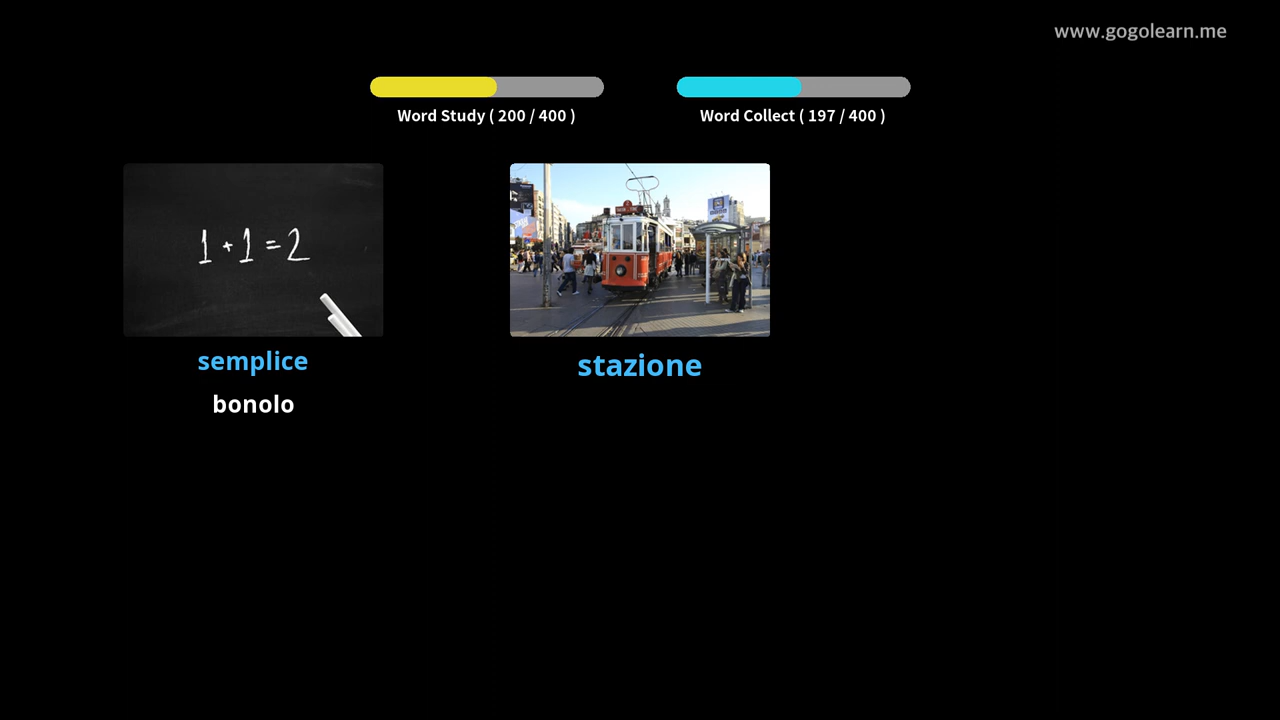 www.gogolearn.me
Word Study ( 200 / 400 )
Word Collect ( 197 / 400 )
1 + 1 = 2
semplice
bonolo
stazione